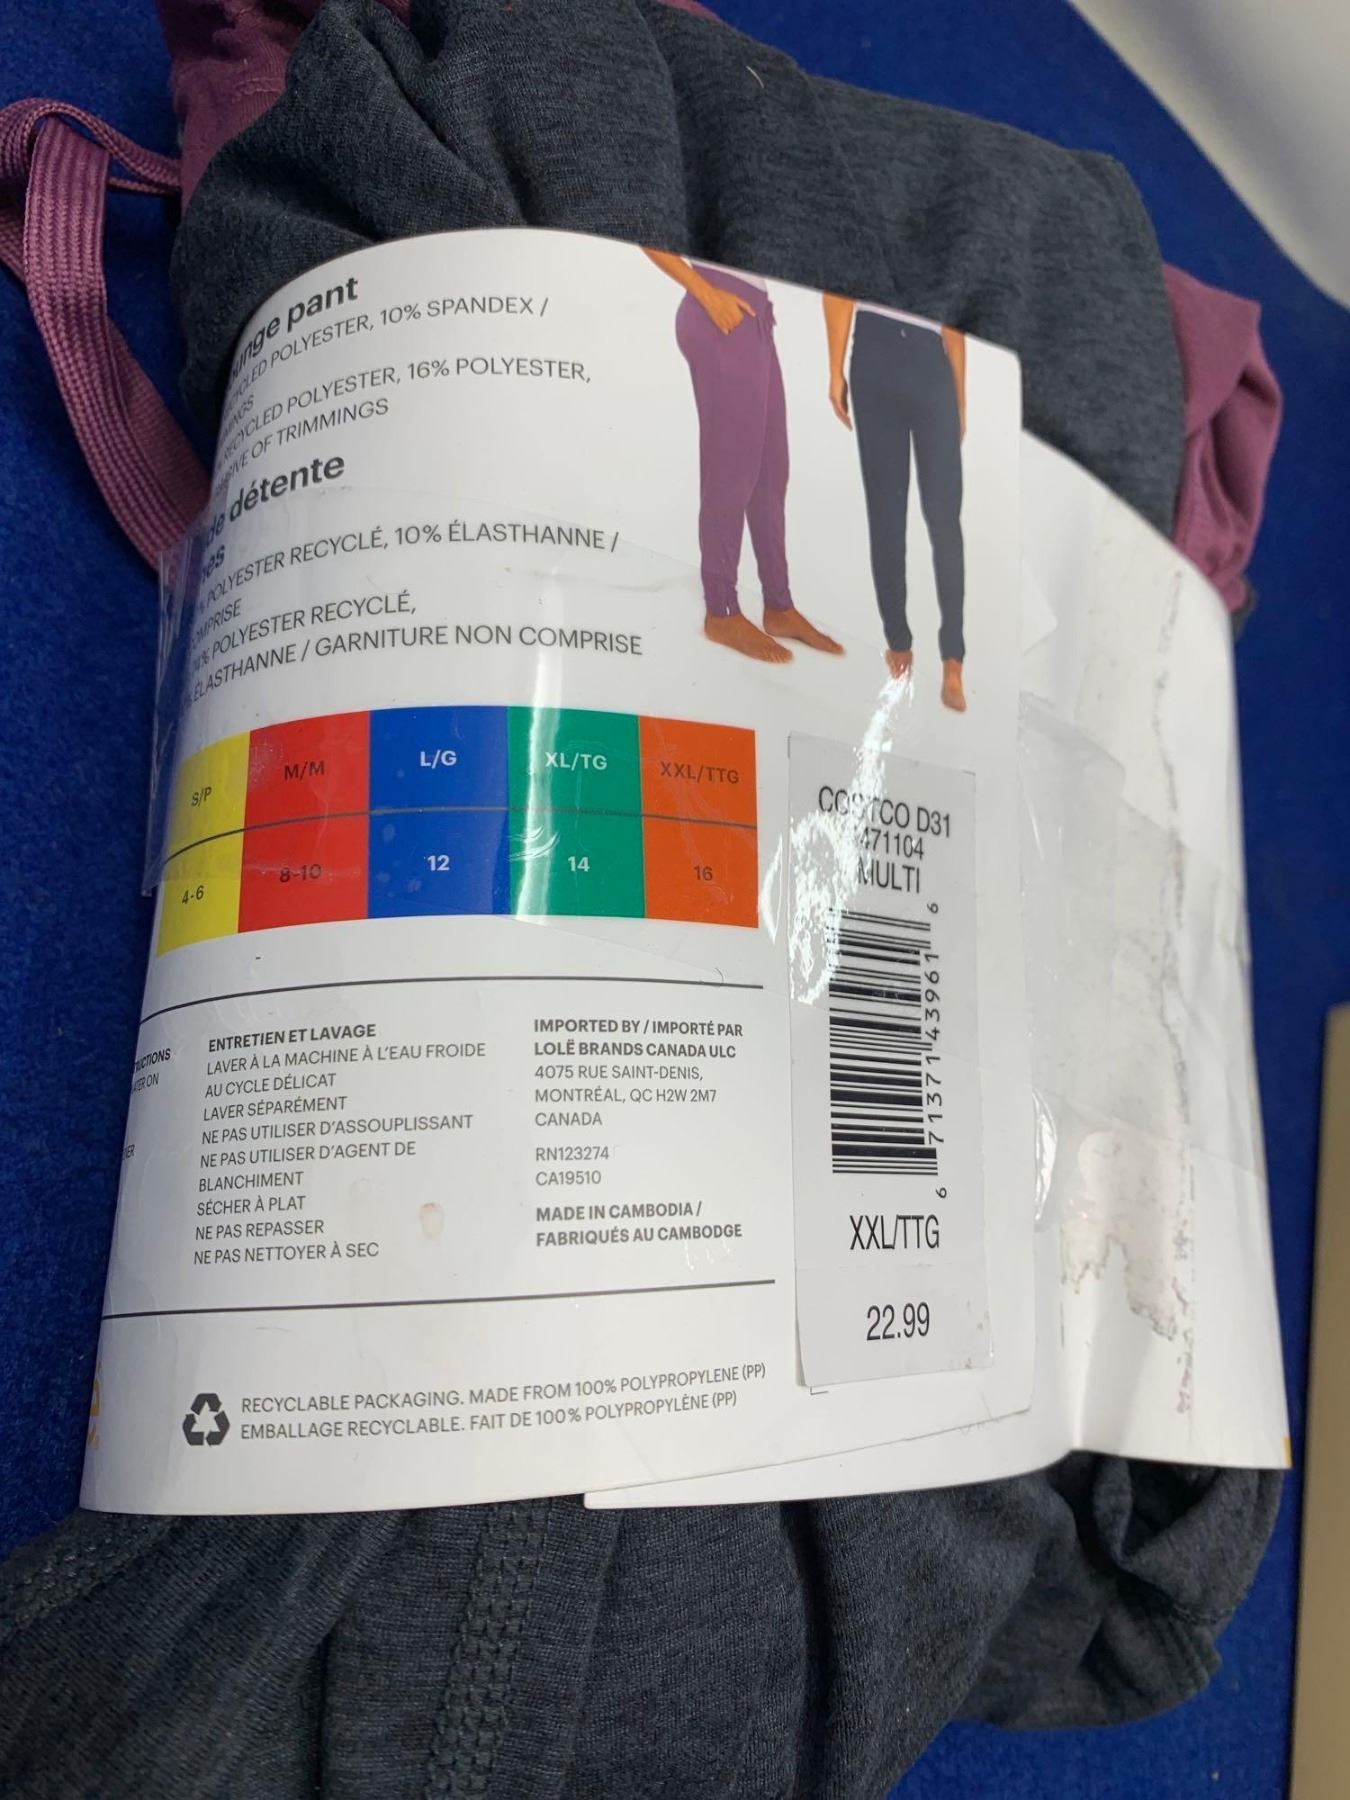 pant
POLYESTER, 10% SPANDEX /
RECYCLED POLYESTER, 16% POLYESTER,
OF TRIMMINGS
de détente
POLYESTER RECYCLÉ, 10% ÉLASTHANNE /
POLYESTER RECYCLÉ,
ÉLASTHANNE / GARNITURE NON COMPRISE
S/P M/M L/G XL/TG XXL/TTG
4-6 8-10 12 14 16
ENTRETIEN ET LAVAGE
LAVER À LA MACHINE À L'EAU FROIDE
AU CYCLE DÉLICAT
LAVER SÉPARÉMENT
NE PAS UTILISER D'ASSOUPLISSANT
NE PAS UTILISER D'AGENT DE
BLANCHIMENT
SÉCHER À PLAT
NE PAS REPASSER
NE PAS NETTOYER À SEC
IMPORTED BY / IMPORTÉ PAR
LOLË BRANDS CANADA ULC
4075 RUE SAINT-DENIS,
MONTRÉAL, QC H2W 2M7
CANADA
RN123274
CA19510
MADE IN CAMBODIA /
FABRIQUÉS AU CAMBODGE
RECYCLABLE PACKAGING. MADE FROM 100% POLYPROPYLENE (PP)
EMBALLAGE RECYCLABLE. FAIT DE 100% POLYPROPYLÈNE (PP)
COSTCO D31
471104
MULTI
6 71371 43961 6
XXL/TTG
22.99